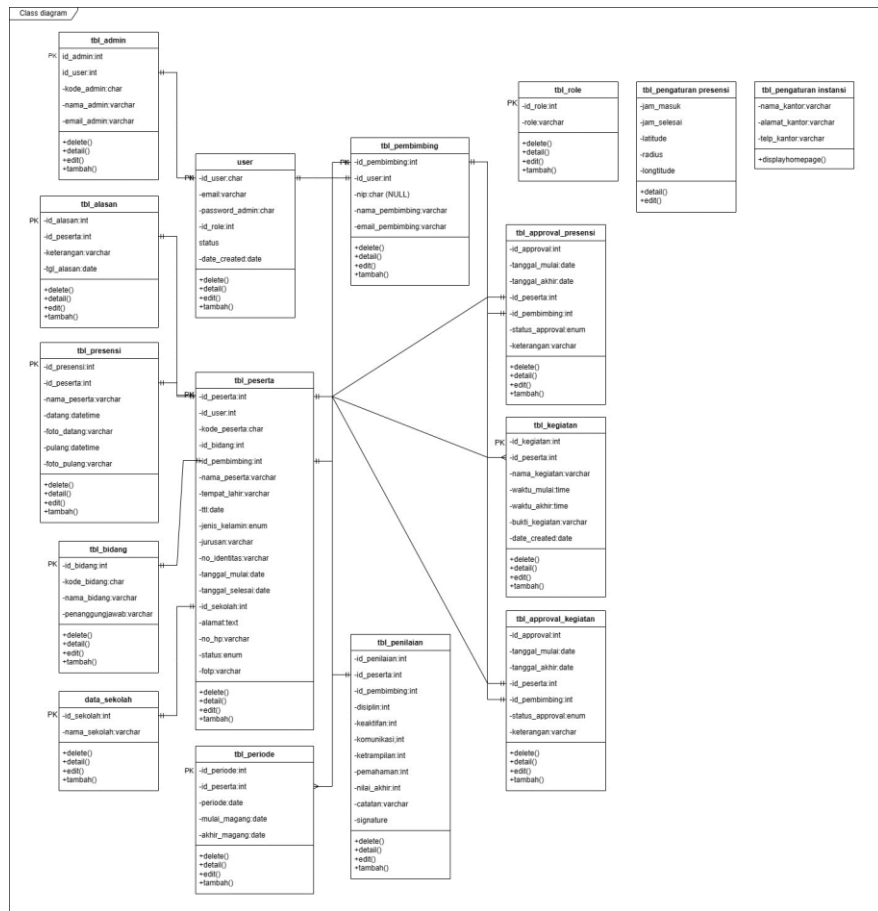 Class diagram
tbl_admin
PK
id_admin:int
id_user:int
-kode_admin:char
-nama_admin:varchar
-email_admin:varchar
+delete()
+detail()
+edit()
+tambah()
user
PK
-id_user:char
-email:varchar
-password_admin:char
-id_role:int
status
-date_created:date
+delete()
+detail()
+edit()
+tambah()
tbl_pembimbing
PK
-id_pembimbing:int
-id_user:int
-nip:char (NULL)
-nama_pembimbing:varchar
-email_pembimbing:varchar
+delete()
+detail()
+edit()
+tambah()
tbl_role
PK
-id_role:int
-role:varchar
+delete()
+detail()
+edit()
+tambah()
tbl_pengaturan presensi
-jam_masuk
-jam_selesai
-latitude
-radius
-longtitude
+detail()
+edit()
tbl_pengaturan instansi
-nama_kantor:varchar
-alamat_kantor:varchar
-telp_kantor:varchar
+displayhomepage()
tbl_alasan
PK
-id_alasan:int
-id_peserta:int
-keterangan:varchar
-tgl_alasan:date
+delete()
+detail()
+edit()
+tambah()
tbl_approval_presensi
-id_approval:int
-tanggal_mulai:date
-tanggal_akhir:date
-id_peserta:int
-id_pembimbing:int
-status_approval:enum
-keterangan:varchar
+delete()
+detail()
+edit()
+tambah()
tbl_presensi
PK
-id_presensi:int
-id_peserta:int
-nama_peserta:varchar
-datang:datetime
-foto_datang:varchar
-pulang:datetime
-foto_pulang:varchar
+delete()
+detail()
+edit()
+tambah()
tbl_peserta
PK
-id_peserta:int
-id_user:int
-kode_peserta:char
-id_bidang:int
-id_pembimbing:int
-nama_peserta:varchar
-tempat_lahir:varchar
-ttl:date
-jenis_kelamin:enum
-jurusan:varchar
-no_identitas:varchar
-tanggal_mulai:date
-tanggal_selesai:date
-id_sekolah:int
-alamat:text
-no_hp:varchar
-status:enum
-fotp:varchar
+delete()
+detail()
+edit()
+tambah()
tbl_kegiatan
PK
-id_kegiatan:int
-id_peserta:int
-nama_kegiatan:varchar
-waktu_mulai:time
-waktu_akhir:time
-bukti_kegiatan:varchar
-date_created:date
+delete()
+detail()
+edit()
+tambah()
tbl_bidang
PK
-id_bidang:int
-kode_bidang:char
-nama_bidang:varchar
-penanggungjawab:varchar
+delete()
+detail()
+edit()
+tambah()
tbl_approval_kegiatan
-id_approval:int
-tanggal_mulai:date
-tanggal_akhir:date
-id_peserta:int
-id_pembimbing:int
-status_approval:enum
-keterangan:varchar
+delete()
+detail()
+edit()
+tambah()
data_sekolah
PK
-id_sekolah:int
-nama_sekolah:varchar
+delete()
+detail()
+edit()
+tambah()
tbl_penilaian
-id_penilaian:int
-id_peserta:int
-id_pembimbing:int
-disiplin:int
-keaktifan:int
-komunikasi;int
-ketrampilan:int
-pemahaman:int
-nilai_akhir:int
-catatan:varchar
-signature
+delete()
+detail()
+edit()
+tambah()
tbl_periode
PK
-id_periode:int
-id_peserta:int
-periode:date
-mulai_magang:date
-akhir_magang:date
+delete()
+detail()
+edit()
+tambah()